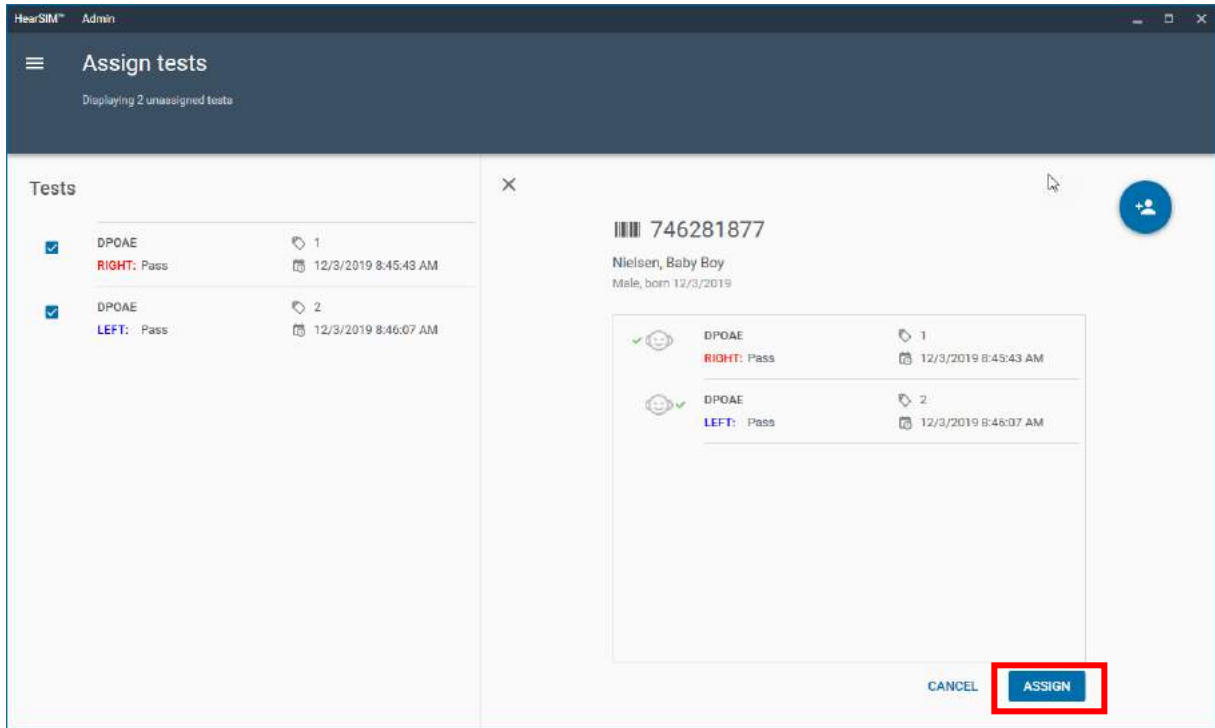 HearSIM™ Admin
Assign tests
Displaying 2 unassigned tests
Tests
DPOAE 1
RIGHT: Pass 12/3/2019 8:45:43 AM
DPOAE 2
LEFT: Pass 12/3/2019 8:46:07 AM
746281877
Nielsen, Baby Boy
Male, born 12/3/2019
DPOAE 1
RIGHT: Pass 12/3/2019 8:45:43 AM
DPOAE 2
LEFT: Pass 12/3/2019 8:46:07 AM
CANCEL ASSIGN